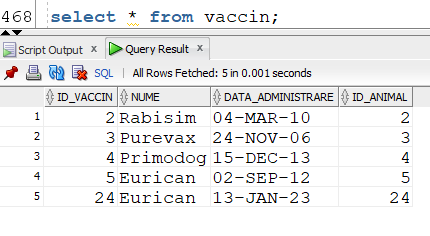 468 select * from vaccin;
Script Output x Query Result x
SQL | All Rows Fetched: 5 in 0.001 seconds
ID_VACCIN NUME DATA_ADMINISTRARE ID_ANIMAL
1 2 Rabisim 04-MAR-10 2
2 3 Purevax 24-NOV-06 3
3 4 Primodog 15-DEC-13 4
4 5 Eurican 02-SEP-12 5
5 24 Eurican 13-JAN-23 24